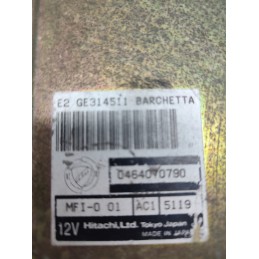 E2 GE314511 BARCHETTA
0464070790
MFI-0 01 AC1 5119
12V Hitachi,Ltd. Tokyo Japan
MADE IN JAPAN